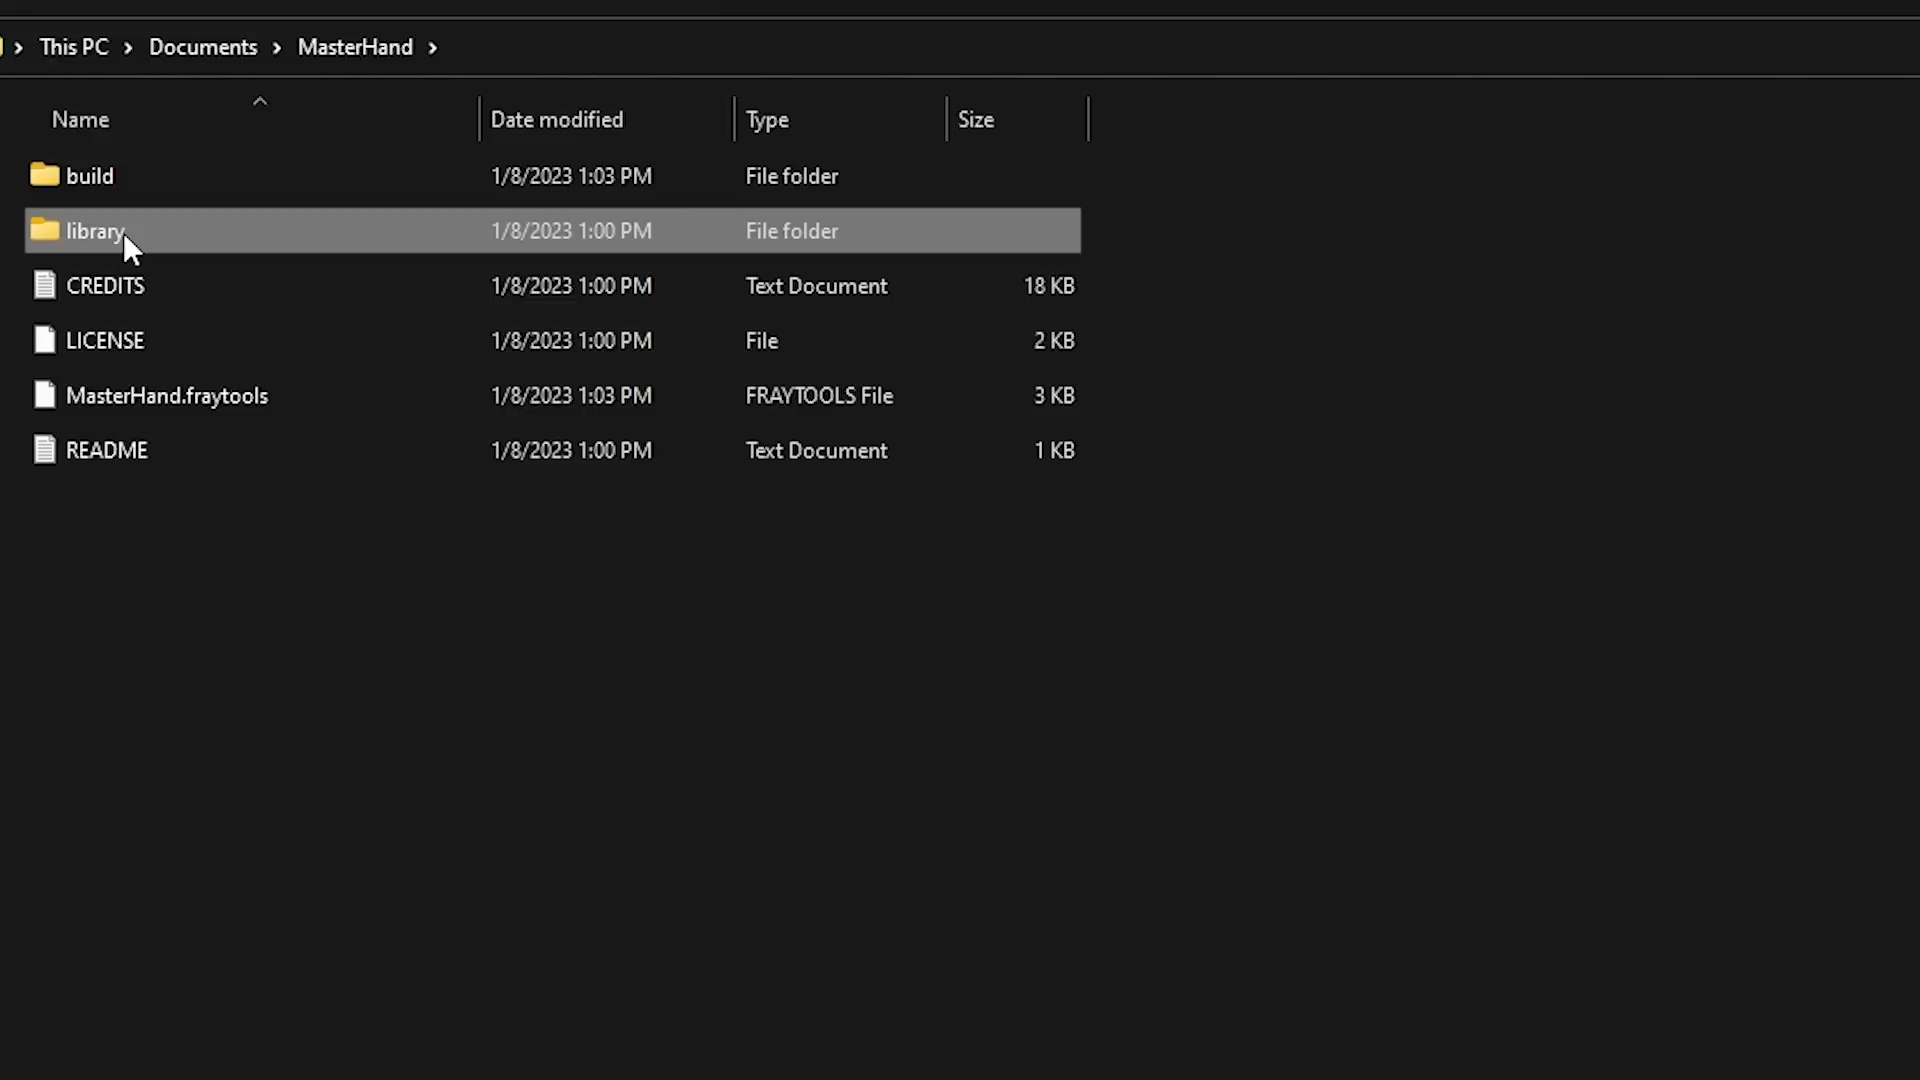 This PC > Documents > MasterHand >
Name Date modified Type Size
build 1/8/2023 1:03 PM File folder
library 1/8/2023 1:00 PM File folder
CREDITS 1/8/2023 1:00 PM Text Document 18 KB
LICENSE 1/8/2023 1:00 PM File 2 KB
MasterHand.fraytools 1/8/2023 1:03 PM FRAYTOOLS File 3 KB
README 1/8/2023 1:00 PM Text Document 1 KB